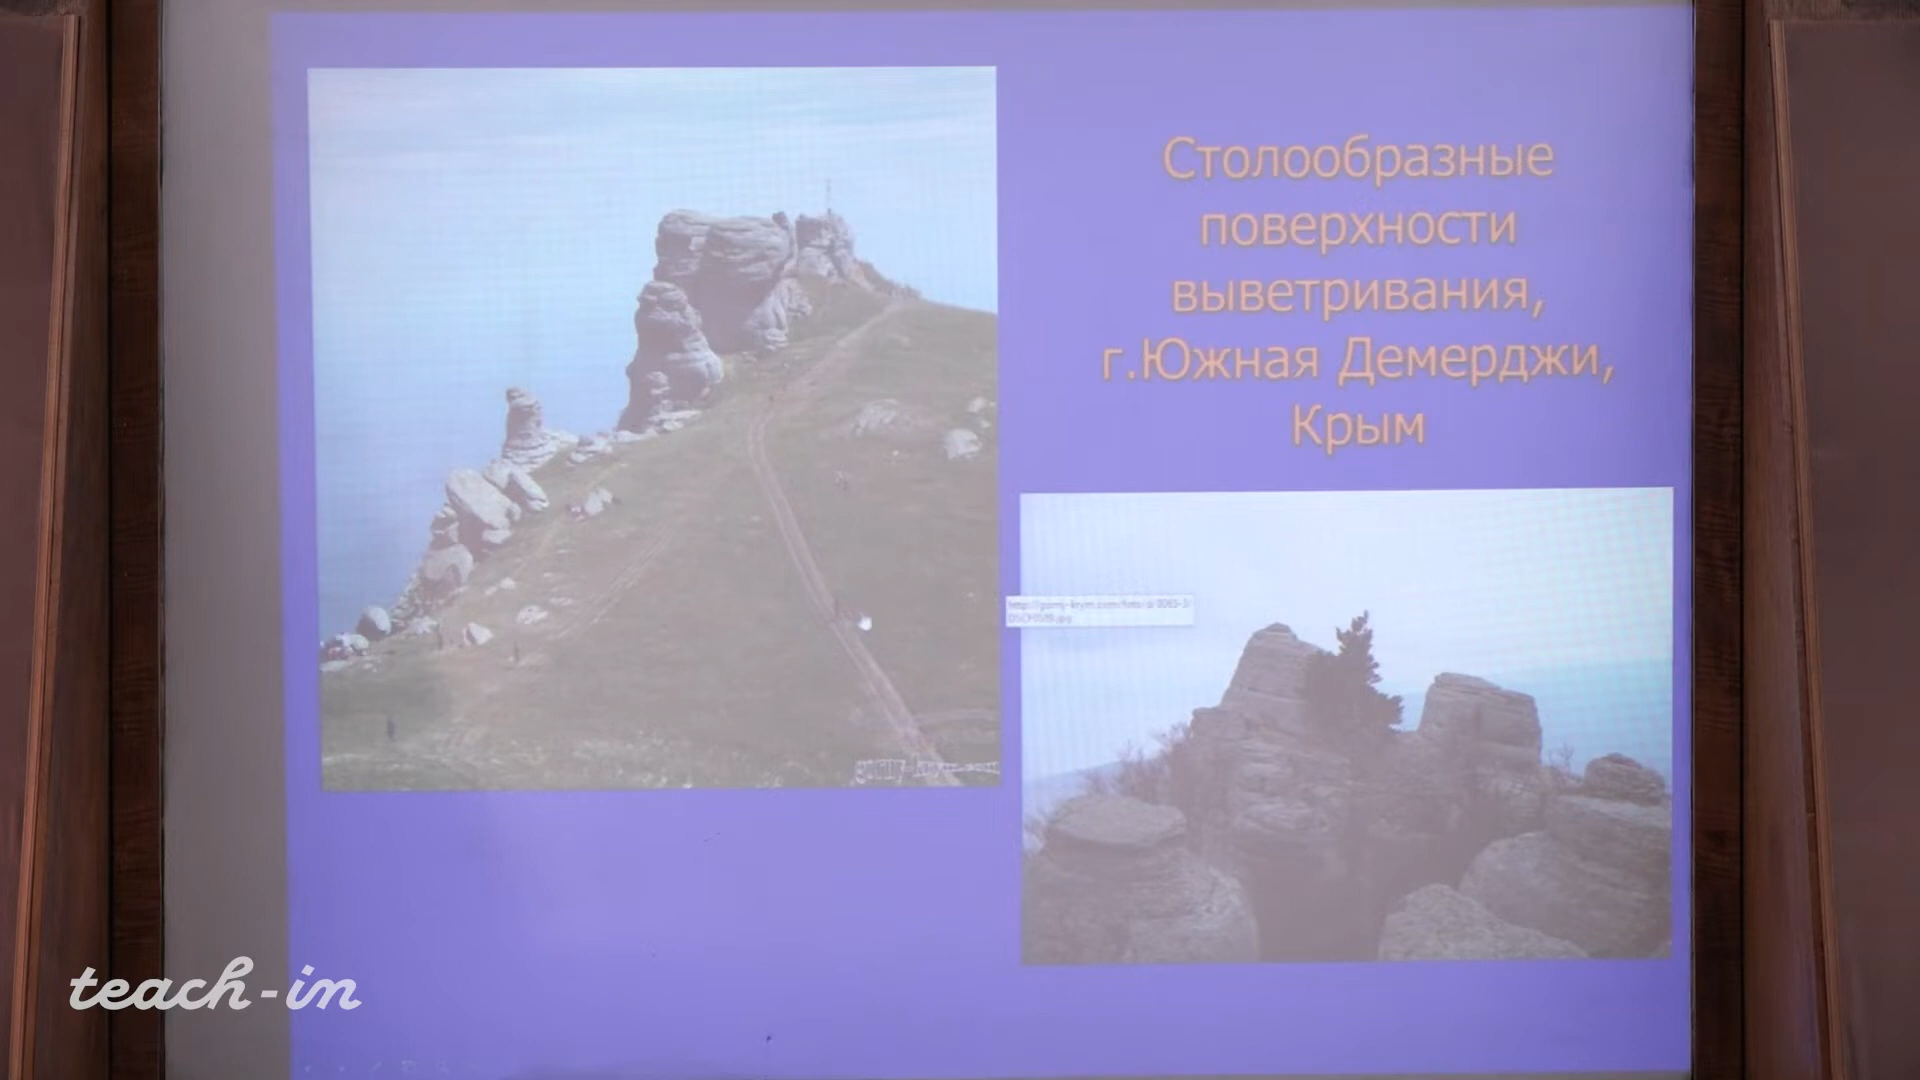 Столообразные
поверхности
выветривания,
г.Южная Демерджи,
Крым
teach-in